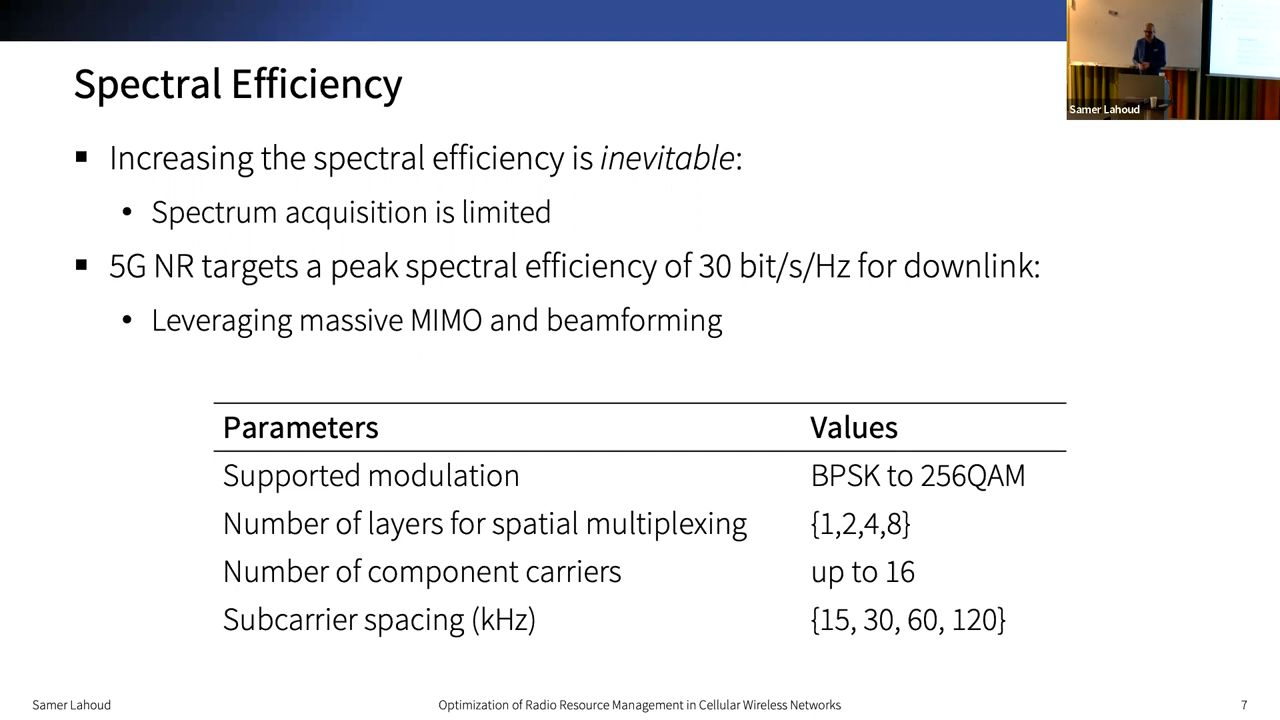 Spectral Efficiency
Samer Lahoud
▪ Increasing the spectral efficiency is inevitable:
• Spectrum acquisition is limited
▪ 5G NR targets a peak spectral efficiency of 30 bit/s/Hz for downlink:
• Leveraging massive MIMO and beamforming
Parameters Values
Supported modulation BPSK to 256QAM
Number of layers for spatial multiplexing {1,2,4,8}
Number of component carriers up to 16
Subcarrier spacing (kHz) {15, 30, 60, 120}
Samer Lahoud Optimization of Radio Resource Management in Cellular Wireless Networks 7